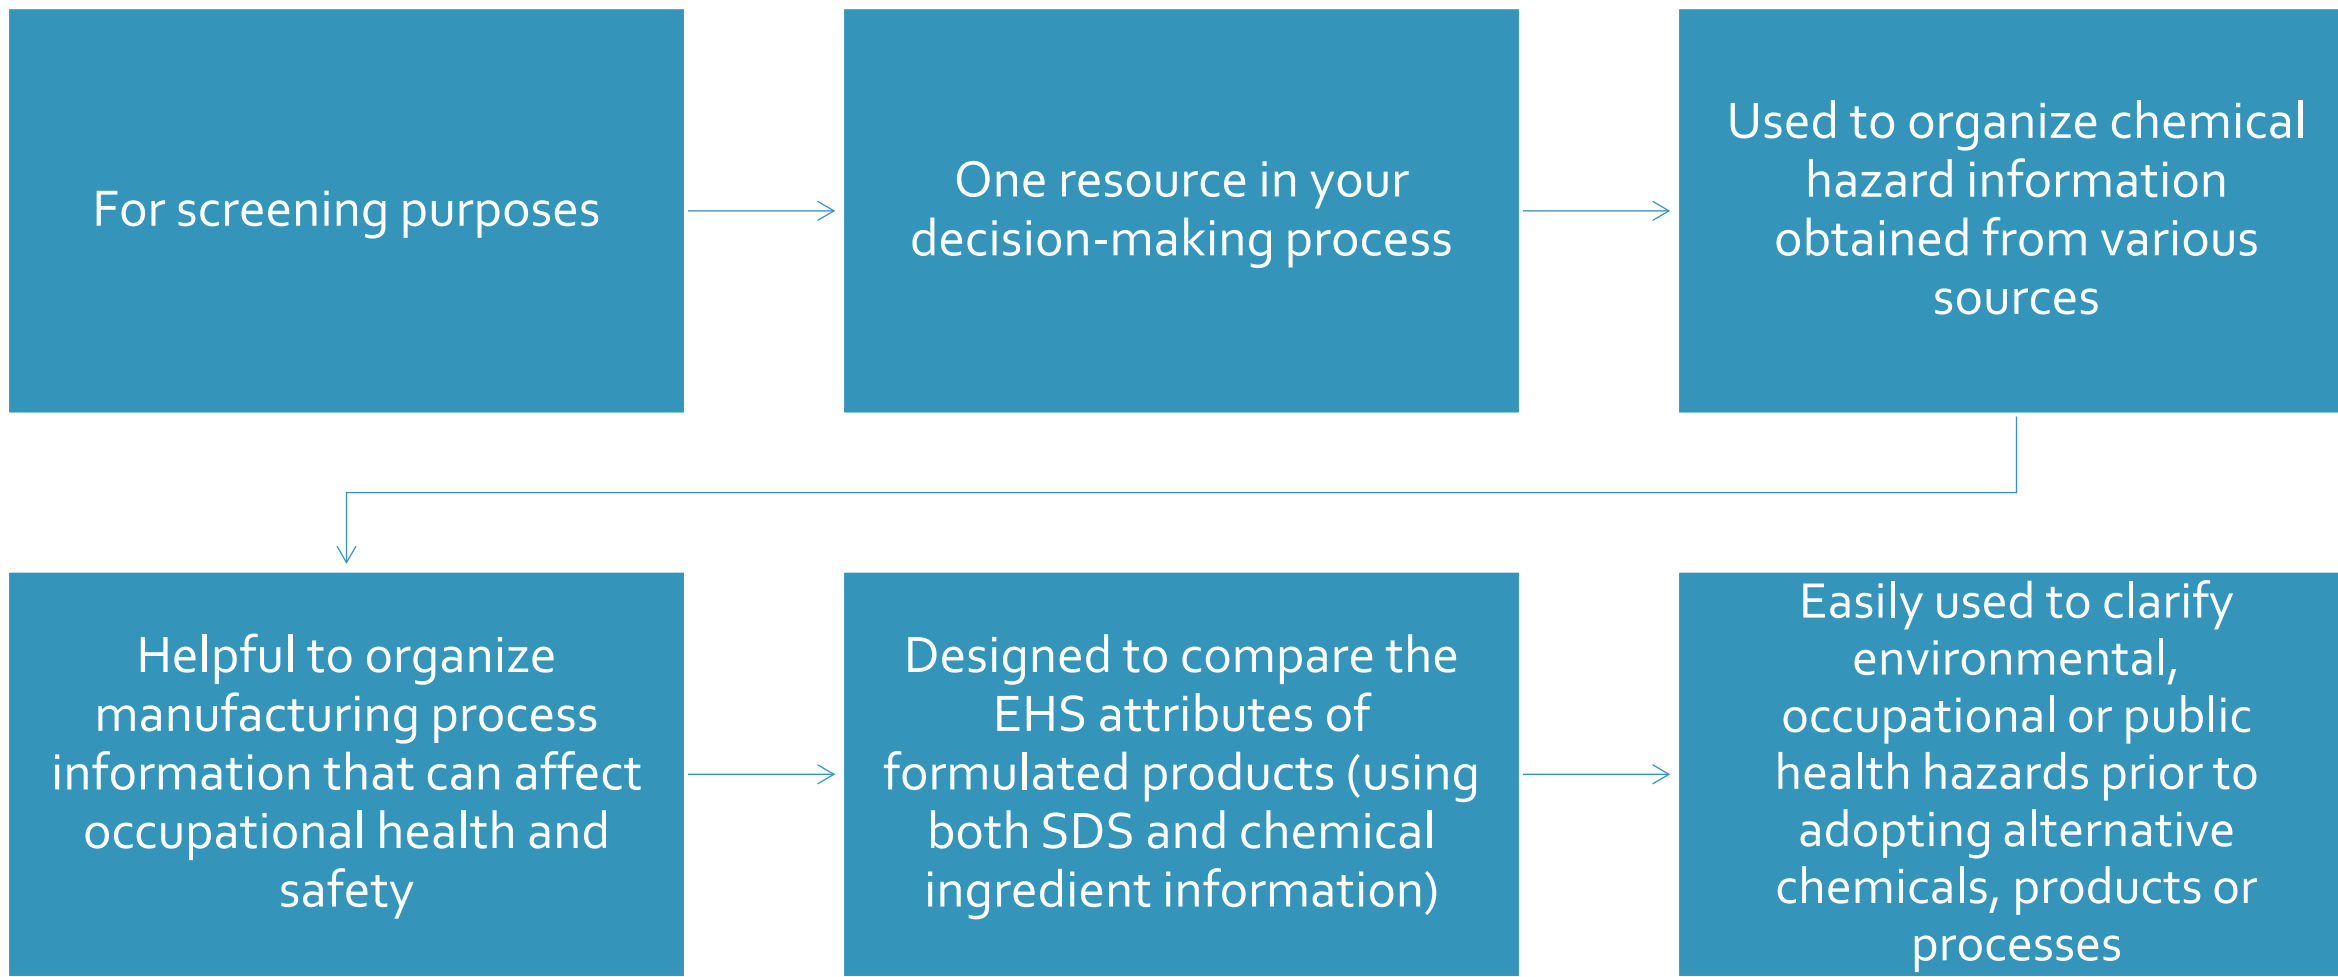 For screening purposes
One resource in your
decision-making process
Used to organize chemical
hazard information
obtained from various
sources
Helpful to organize
manufacturing process
information that can affect
occupational health and
safety
Designed to compare the
EHS attributes of
formulated products (using
both SDS and chemical
ingredient information)
Easily used to clarify
environmental,
occupational or public
health hazards prior to
adopting alternative
chemicals, products or
processes